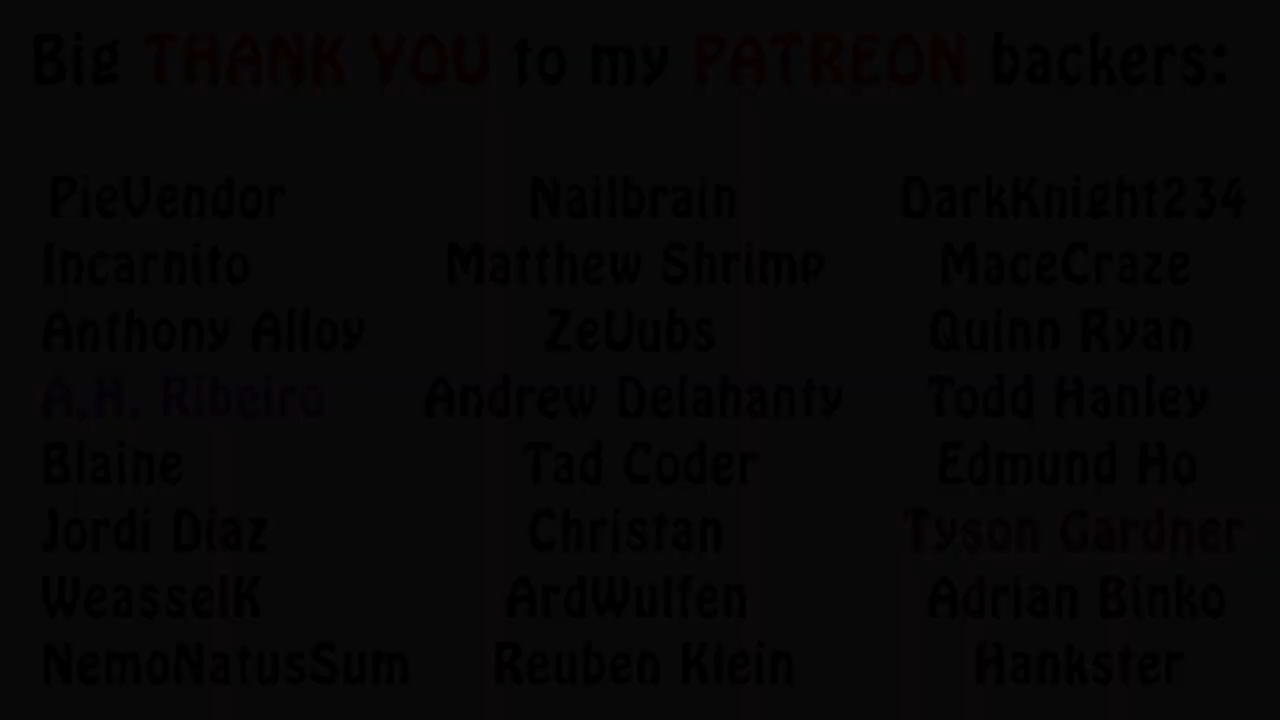 Big THANK YOU to my PATREON backers:
PieVendor Nailbrain DarkKnight234
Incarnito Matthew Shrimp MaceCraze
Anthony Alloy ZeUubs Quinn Ryan
A.H. Ribeiro Andrew Delahanty Todd Hanley
Blaine Tad Coder Edmund Ho
Jordi Diaz Christan Tyson Gardner
WeasselK ArdWulfen Adrian Binko
NemoNatusSum Reuben Klein Hankster